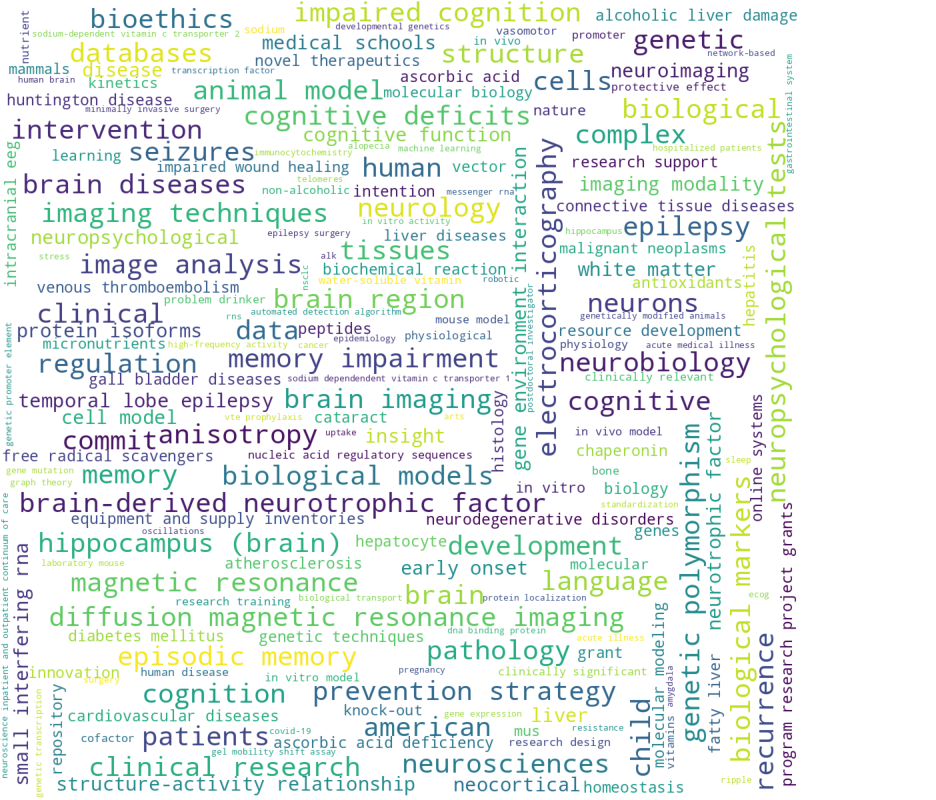 bioethics
impaired cognition
alcoholic liver damage
nutrient
developmental genetics
sodium-dependent vitamin c transporter 2
sodium
vasomotor
promoter
genetic
medical schools
in vivo
databases
novel therapeutics
structure
network-based
mammals
disease
transcription factor
neuroimaging
gastrointestinal system
human brain
kinetics
ascorbic acid
cells
protective effect
animal model
molecular biology
huntington disease
minimally invasive surgery
nature
biological
cognitive deficits
intervention
cognitive function
complex
alopecia
machine learning
hospitalized patients
learning
seizures
immunocytochemistry
research support
impaired wound healing
human
vector
intracranial eeg
brain diseases
telomeres
non-alcoholic
intention
messenger rna
imaging modality
electrocorticography
gene environment interaction
neuropsychological tests
imaging techniques
neurology
connective tissue diseases
in vitro activity
epilepsy
neuropsychological
epilepsy surgery
liver diseases
hippocampus
tissues
malignant neoplasms
stress
alk
image analysis
nsclc
biochemical reaction
white matter
hepatitis
water-soluble vitamin
robotic
antioxidants
venous thromboembolism
problem drinker
brain region
neurons
postdoctoral investigator
clinical
rns
automated detection algorithm
mouse model
genetically modified animals
protein isoforms
data
peptides
epidemiology
physiological
resource development
genetic promoter element
micronutrients
high-frequency activity
cancer
physiology
acute medical illness
regulation
memory impairment
neurobiology
gall bladder diseases
sodium dependendent vitamin c transporter 1
clinically relevant
temporal lobe epilepsy
brain imaging
histology
cognitive
cell model
vte prophylaxis
cataract
arts
online systems
commit
anisotropy
uptake
insight
in vivo model
neurotrophic factor
genetic polymorphism
free radical scavengers
nucleic acid regulatory sequences
chaperonin
sleep
gene mutation
memory
biological models
bone
graph theory
in vitro
biology
biological markers
brain-derived neurotrophic factor
standardization
equipment and supply inventories
neurodegenerative disorders
genes
oscillations
program research project grants
neuroscience inpatient and outpatient continuum of care
hippocampus (brain)
hepatocyte
development
small interfering rna
laboratory mouse
atherosclerosis
early onset
molecular
magnetic resonance
brain
language
research training
biological transport
protein localization
ecog
diffusion magnetic resonance imaging
molecular modeling
diabetes mellitus
genetic techniques
dna binding protein
acute illness
recurrence
episodic memory
pathology
grant
innovation
human disease
in vitro model
pregnancy
clinically significant
surgery
fatty liver
vitamins
amygdala
genetic transcription
repository
cognition
prevention strategy
child
cardiovascular diseases
knock-out
american
gene expression
liver
cofactor
patients
covid-19
mus
resistance
ascorbic acid deficiency
research design
gel mobility shift assay
clinical research
neurosciences
ripple
structure-activity relationship
neocortical
homeostasis